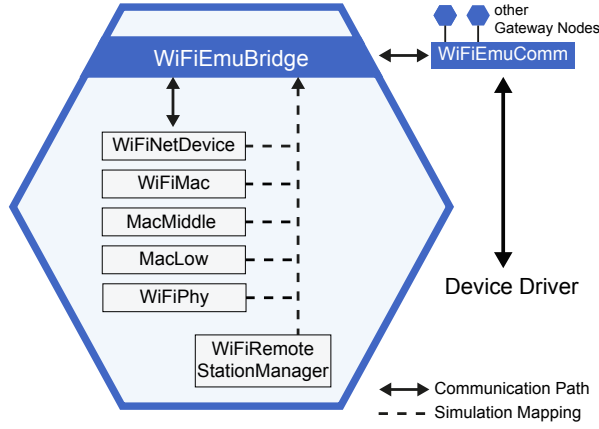 other
Gateway Nodes
WiFiEmuBridge
WiFiEmuComm
WiFiNetDevice
WiFiMac
MacMiddle
MacLow
WiFiPhy
Device Driver
WiFiRemote
StationManager
Communication Path
Simulation Mapping